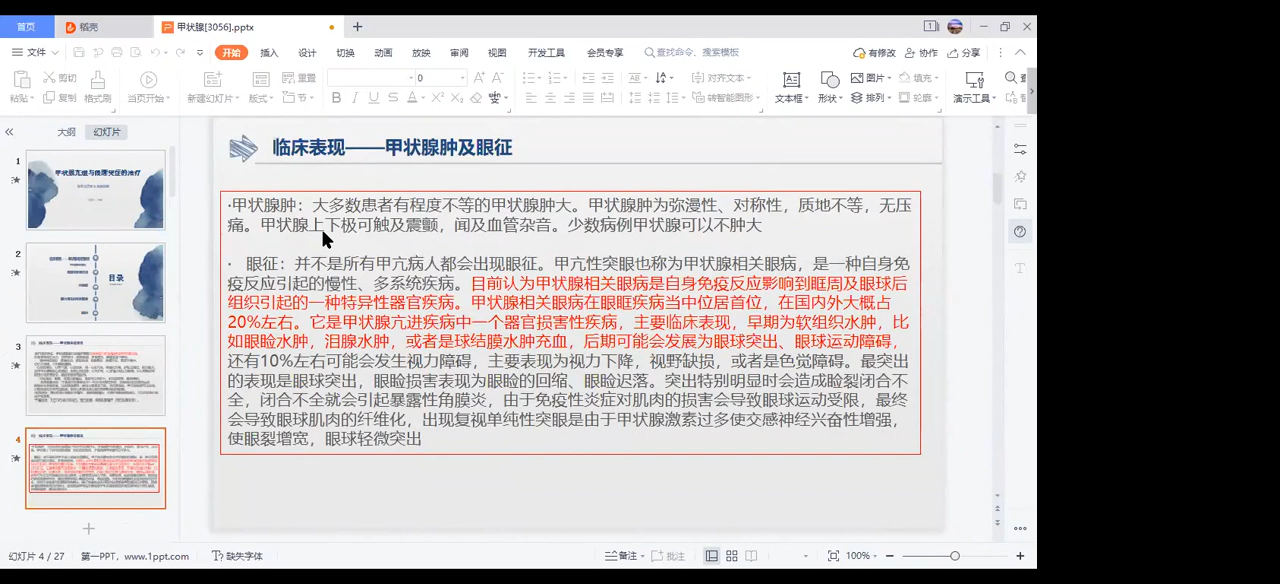 首页
稻壳
甲状腺[3056].pptx
文件
开始
插入
设计
切换
动画
放映
审阅
视图
开发工具
会员专享
查找命令、搜索模板
有修改
协作
分享
粘贴
剪切
复制
格式刷
当页开始
新建幻灯片
版式
重置
节
0
B I U S A X² X₂
对齐文本
转智能图形
文本框
形状
图片
排列
填充
轮廓
演示工具
大纲
幻灯片
1
2
目录
3
4
临床表现——甲状腺肿及眼征
·甲状腺肿：大多数患者有程度不等的甲状腺肿大。甲状腺肿为弥漫性、对称性，质地不等，无压
痛。甲状腺上下极可触及震颤，闻及血管杂音。少数病例甲状腺可以不肿大
· 眼征：并不是所有甲亢病人都会出现眼征。甲亢性突眼也称为甲状腺相关眼病，是一种自身免
疫反应引起的慢性、多系统疾病。目前认为甲状腺相关眼病是自身免疫反应影响到眶周及眼球后
组织引起的一种特异性器官疾病。甲状腺相关眼病在眼眶疾病当中位居首位，在国内外大概占
20%左右。它是甲状腺亢进疾病中一个器官损害性疾病，主要临床表现，早期为软组织水肿，比
如眼睑水肿，泪腺水肿，或者是球结膜水肿充血，后期可能会发展为眼球突出、眼球运动障碍，
还有10%左右可能会发生视力障碍，主要表现为视力下降，视野缺损，或者是色觉障碍。最突出
的表现是眼球突出，眼睑损害表现为眼睑的回缩、眼睑迟落。突出特别明显时会造成睑裂闭合不
全，闭合不全就会引起暴露性角膜炎，由于免疫性炎症对肌肉的损害会导致眼球运动受限，最终
会导致眼球肌肉的纤维化，出现复视单纯性突眼是由于甲状腺激素过多使交感神经兴奋性增强，
使眼裂增宽，眼球轻微突出
幻灯片 4 / 27
第一PPT，www.1ppt.com
缺失字体
备注
批注
100%